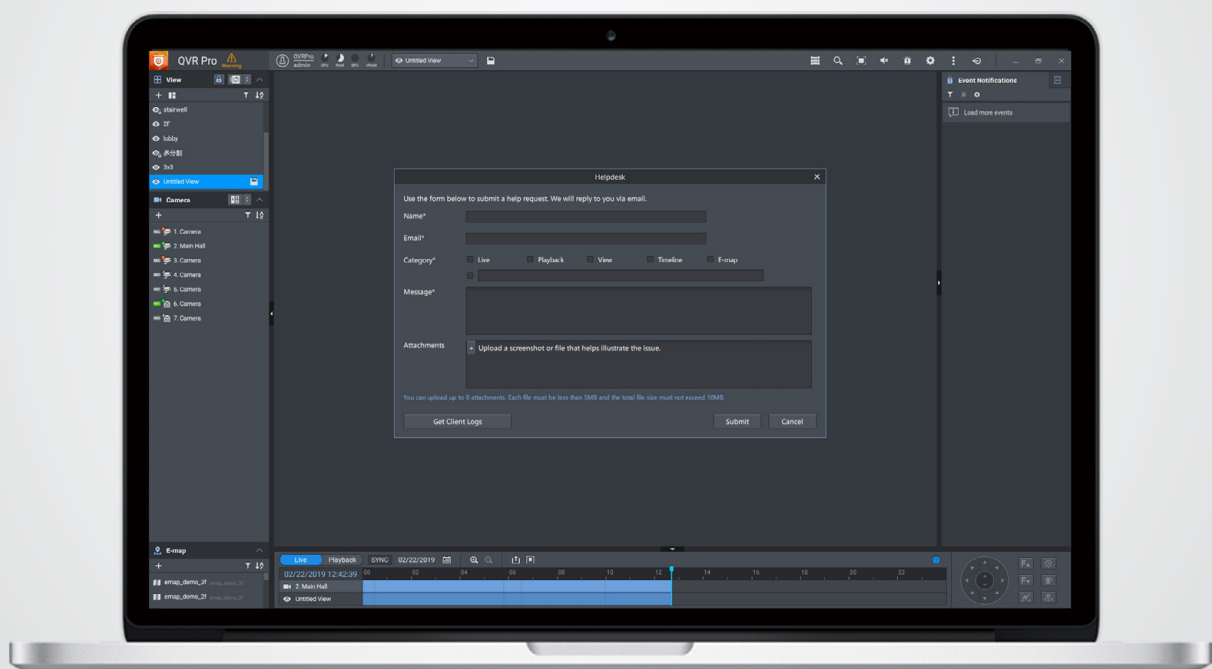 QVR Pro
Warning
QVRPro
admin
CPU RAM GPU VRAM
Untitled View
View
stairwell
2F
lobby
多分割
3x3
Untitled View
Camera
1. Camera
2. Main Hall
3. Camera
4. Camera
5. Camera
6. Camera
7. Camera
E-map
emap_demo_3f emap_demo_3f
emap_demo_2f emap_demo_2f
Helpdesk
Use the form below to submit a help request. We will reply to you via email.
Name*
Email*
Category* Live Playback View Timeline E-map
Message*
Attachments
+ Upload a screenshot or file that helps illustrate the issue.
You can upload up to 8 attachments. Each file must be less than 5MB and the total file size must not exceed 10MB.
Get Client Logs Submit Cancel
Event Notifications
Load more events
Live Playback SYNC 02/22/2019
02/22/2019 12:42:39 00 02 04 06 08 10 12 14 16 18 20 22
2. Main Hall
Untitled View